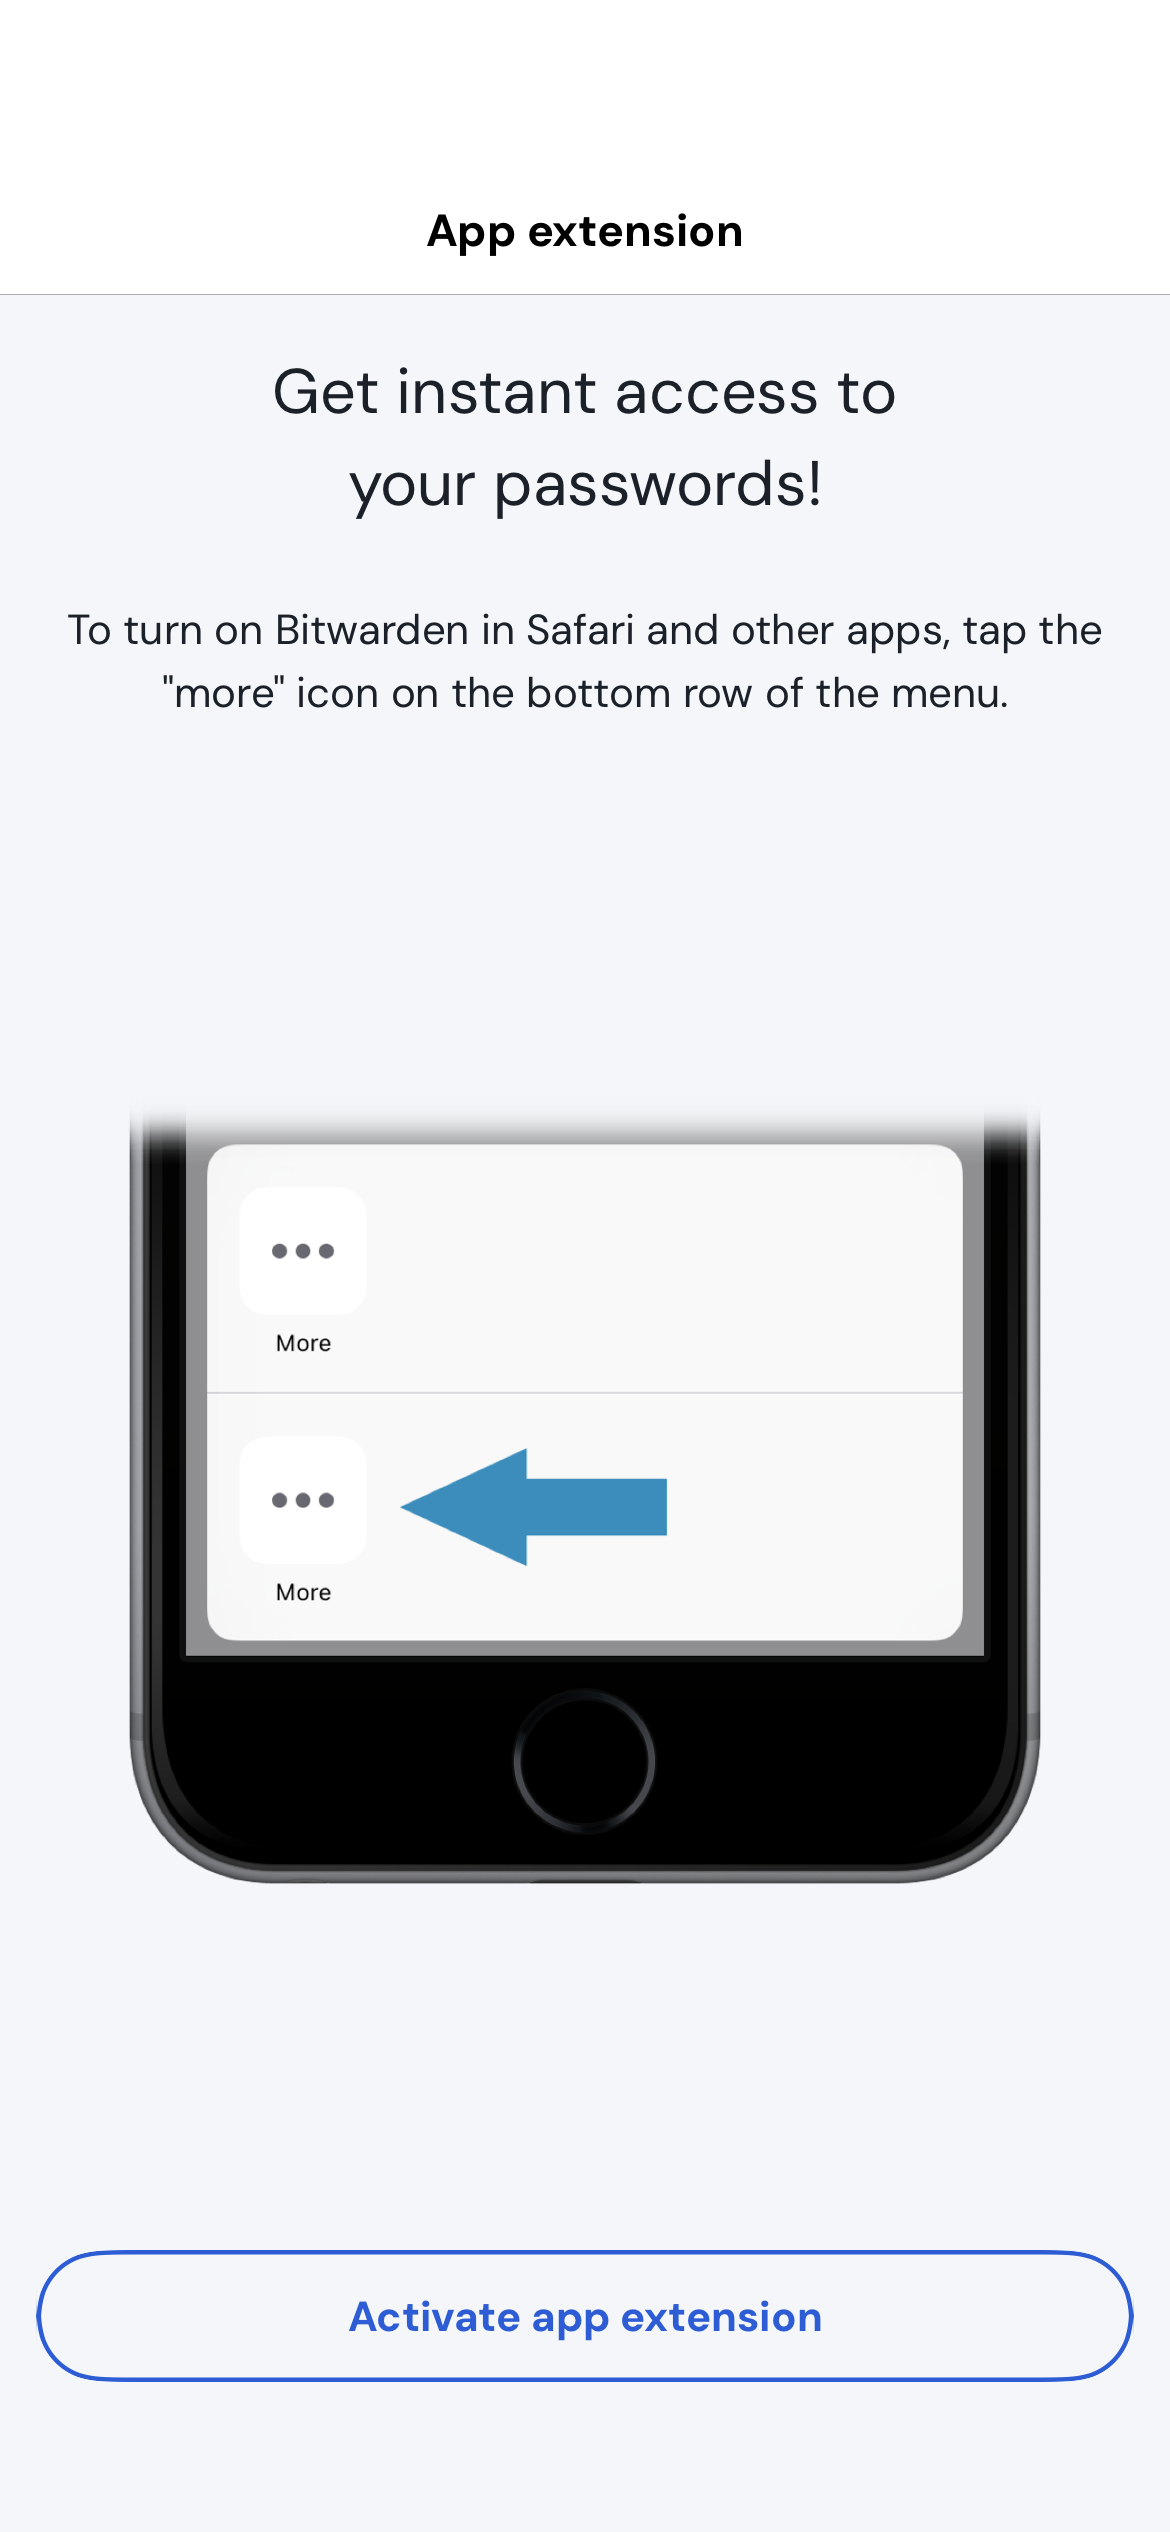 App extension
Get instant access to
your passwords!
To turn on Bitwarden in Safari and other apps, tap the
"more" icon on the bottom row of the menu.
More
More
Activate app extension